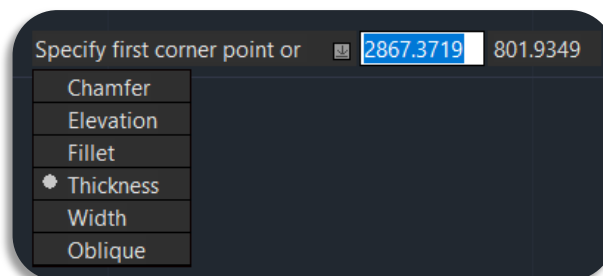 Specify first corner point or 2867.3719 801.9349
Chamfer
Elevation
Fillet
Thickness
Width
Oblique